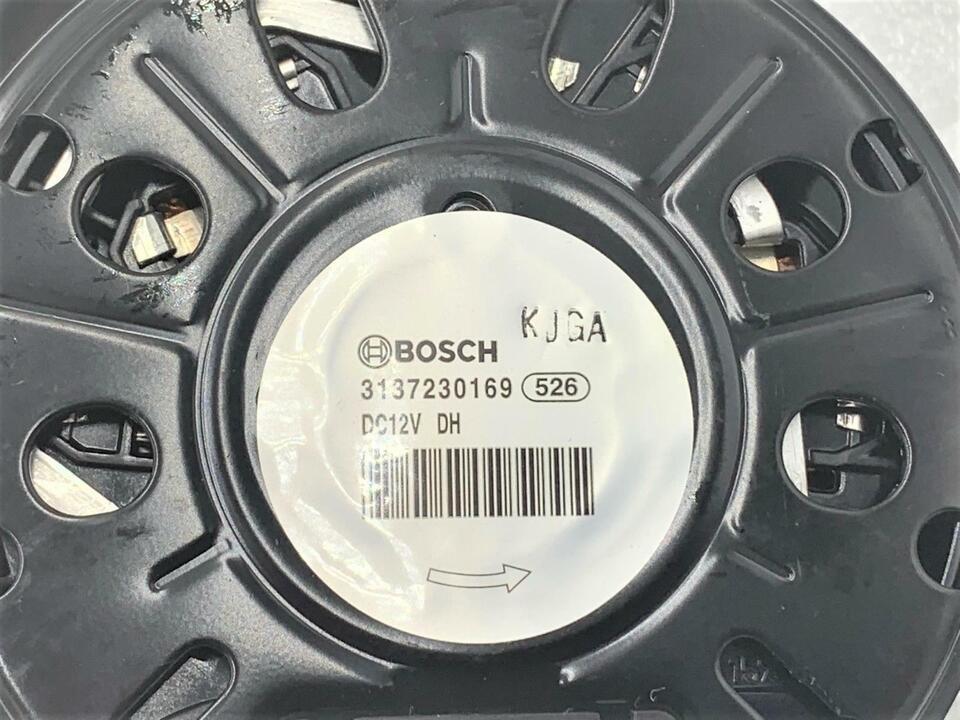 KJGA
BOSCH
3137230169 526
DC12V DH